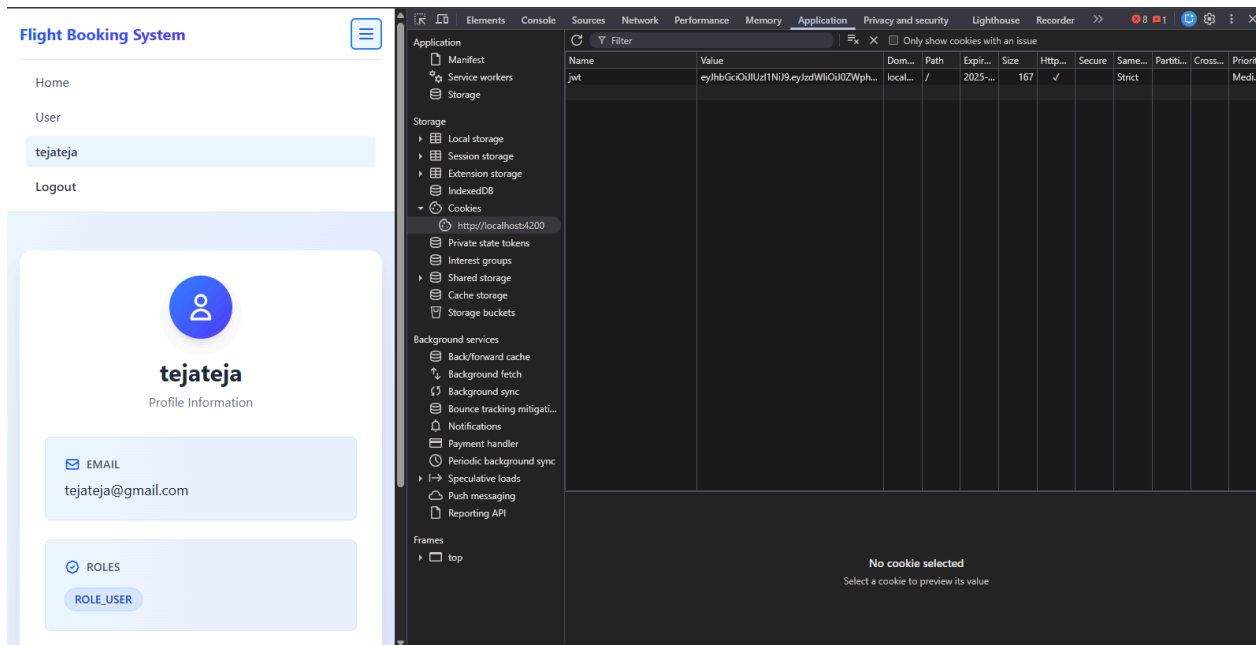 Flight Booking System
Home
User
tejateja
Logout
tejateja
Profile Information
EMAIL
tejateja@gmail.com
ROLES
ROLE_USER
Elements Console Sources Network Performance Memory Application Privacy and security Lighthouse Recorder 8 1
Application
Manifest
Service workers
Storage
Storage
Local storage
Session storage
Extension storage
IndexedDB
Cookies
http://localhost:4200
Private state tokens
Interest groups
Shared storage
Cache storage
Storage buckets
Background services
Back/forward cache
Background fetch
Background sync
Bounce tracking mitigati...
Notifications
Payment handler
Periodic background sync
Speculative loads
Push messaging
Reporting API
Frames
top
Filter Only show cookies with an issue
Name Value Dom... Path Expir... Size Http... Secure Same... Partiti... Cross... Priorit
jwt local... / 2025-... 167 ✓ Strict Medi...
No cookie selected
Select a cookie to preview its value